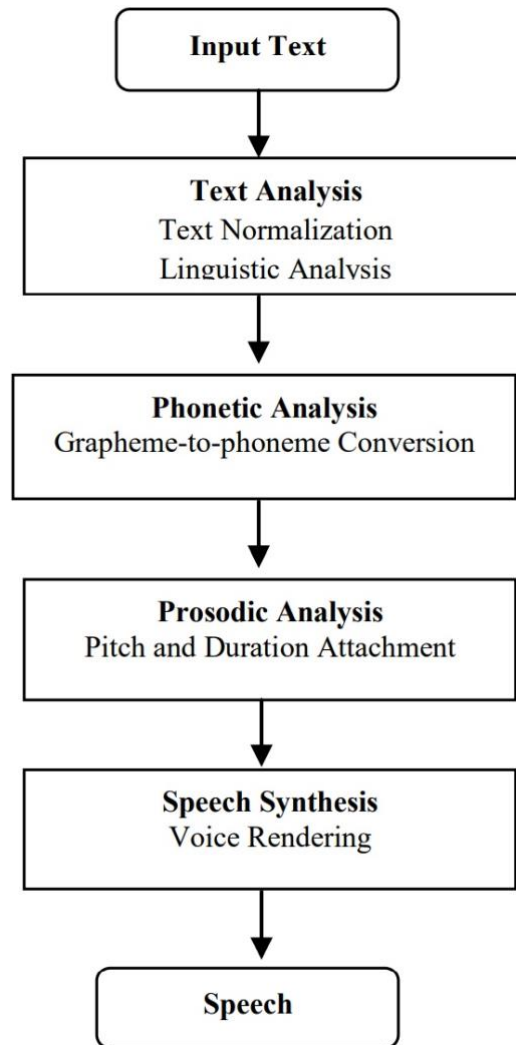 Input Text
Text Analysis
Text Normalization
Linguistic Analysis
Phonetic Analysis
Grapheme-to-phoneme Conversion
Prosodic Analysis
Pitch and Duration Attachment
Speech Synthesis
Voice Rendering
Speech